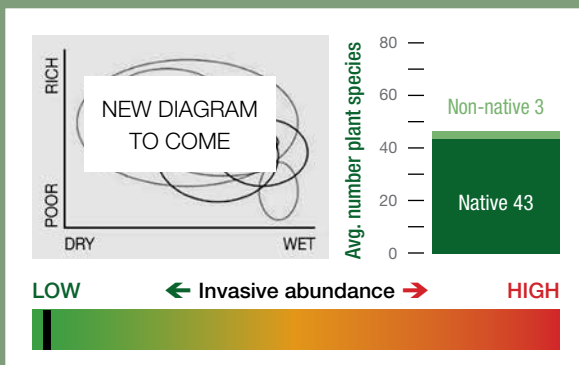 RICH
POOR
NEW DIAGRAM
TO COME
DRY
WET
Avg. number plant species
80
60
40
20
0
Non-native 3
Native 43
LOW
← Invasive abundance →
HIGH